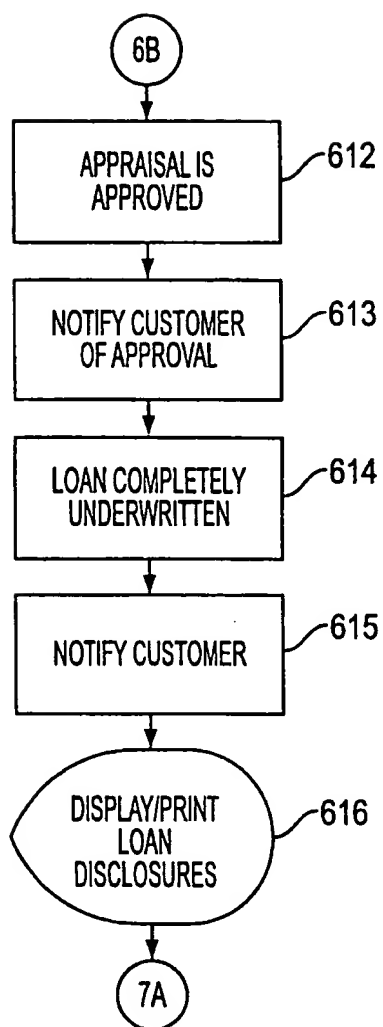 6B
APPRAISAL IS
APPROVED
612
NOTIFY CUSTOMER
OF APPROVAL
613
LOAN COMPLETELY
UNDERWRITTEN
614
NOTIFY CUSTOMER
615
DISPLAY/PRINT
LOAN
DISCLOSURES
616
7A